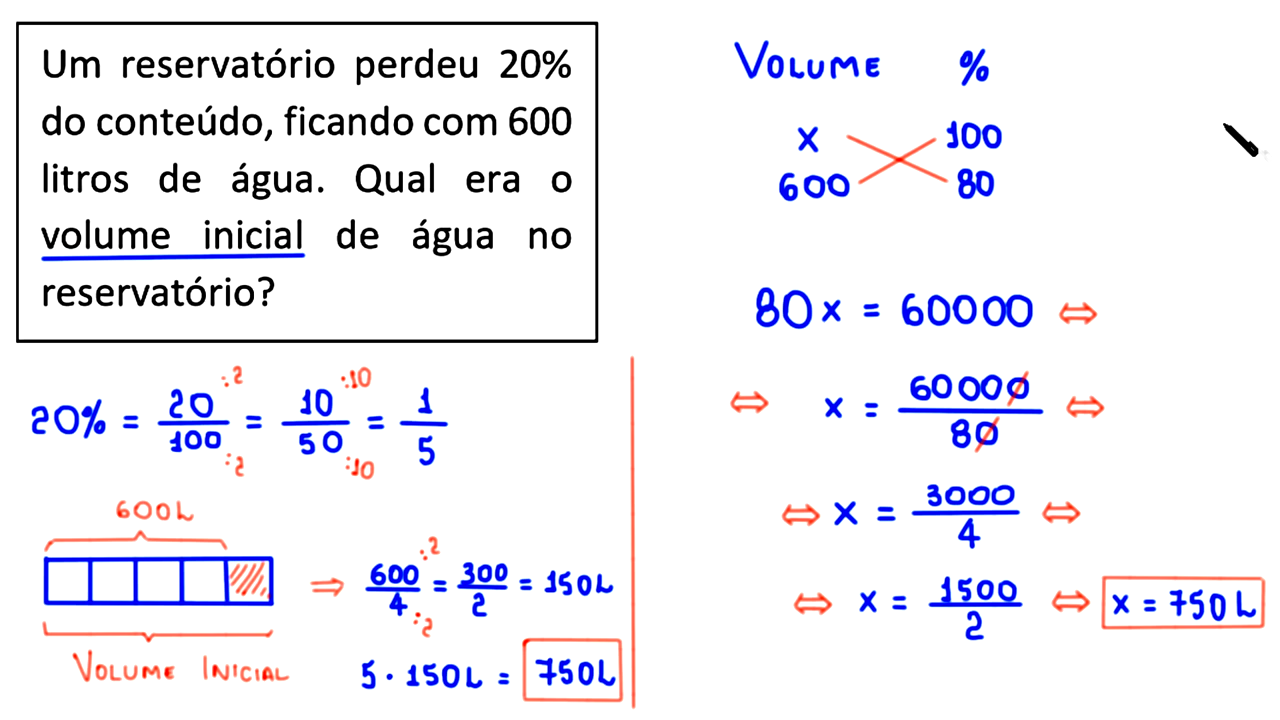 Um reservatório perdeu 20%
do conteúdo, ficando com 600
litros de água. Qual era o
volume inicial de água no
reservatório?
20% = 20/100 = 10/50 = 1/5
:2 :10
:2 :10
600L
VOLUME INICIAL
⇒ 600/4 = 300/2 = 150L
:2
:2
5 · 150L = 750L
VOLUME %
x 100
600 80
80x = 60000 ⇔
⇔ x = 60000/80 ⇔
⇔ x = 3000/4 ⇔
⇔ x = 1500/2 ⇔ x = 750L